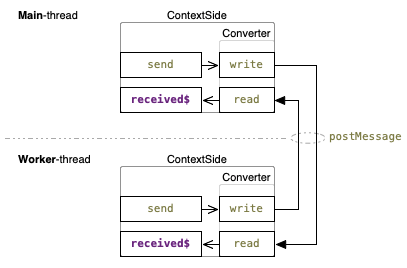 Main-thread
ContextSide
Converter
send
write
received$
read
postMessage
Worker-thread
ContextSide
Converter
send
write
received$
read